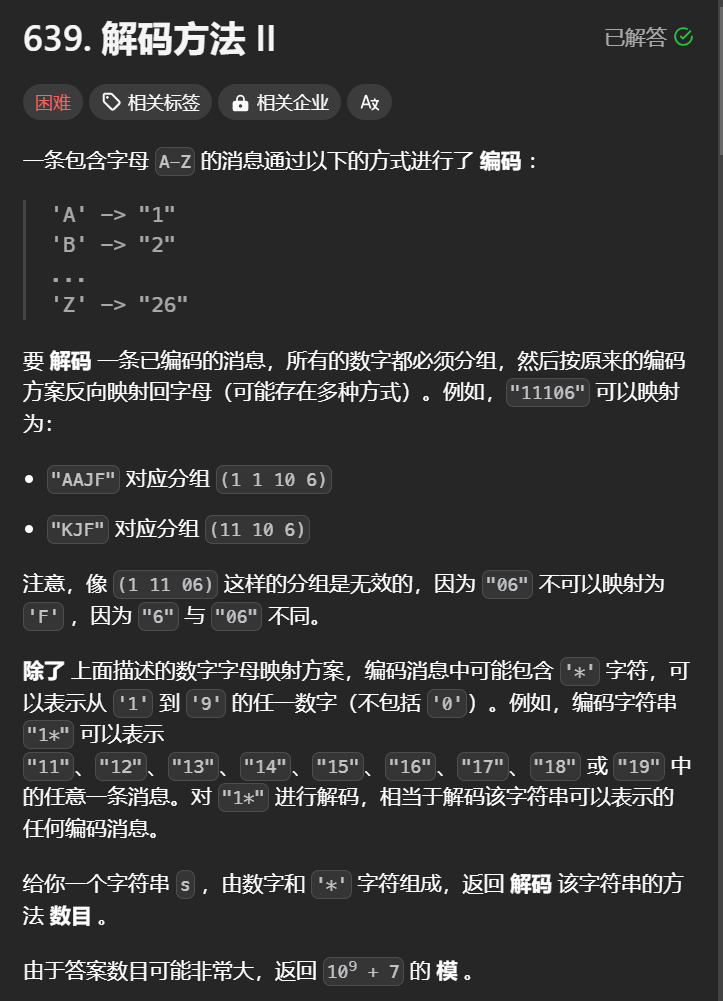 639. 解码方法 II
已解答
困难
相关标签
相关企业
一条包含字母 A-Z 的消息通过以下的方式进行了 编码 ：
'A' -> "1"
'B' -> "2"
...
'Z' -> "26"
要 解码 一条已编码的消息，所有的数字都必须分组，然后按原来的编码
方案反向映射回字母（可能存在多种方式）。例如，"11106" 可以映射
为：
"AAJF" 对应分组 (1 1 10 6)
"KJF" 对应分组 (11 10 6)
注意，像 (1 11 06) 这样的分组是无效的，因为 "06" 不可以映射为
'F' ，因为 "6" 与 "06" 不同。
除了 上面描述的数字字母映射方案，编码消息中可能包含 '*' 字符，可
以表示从 '1' 到 '9' 的任一数字（不包括 '0'）。例如，编码字符串
"1*" 可以表示
"11"、"12"、"13"、"14"、"15"、"16"、"17"、"18" 或 "19" 中
的任意一条消息。对 "1*" 进行解码，相当于解码该字符串可以表示的
任何编码消息。
给你一个字符串 s ，由数字和 '*' 字符组成，返回 解码 该字符串的方
法 数目 。
由于答案数目可能非常大，返回 10⁹ + 7 的 模 。